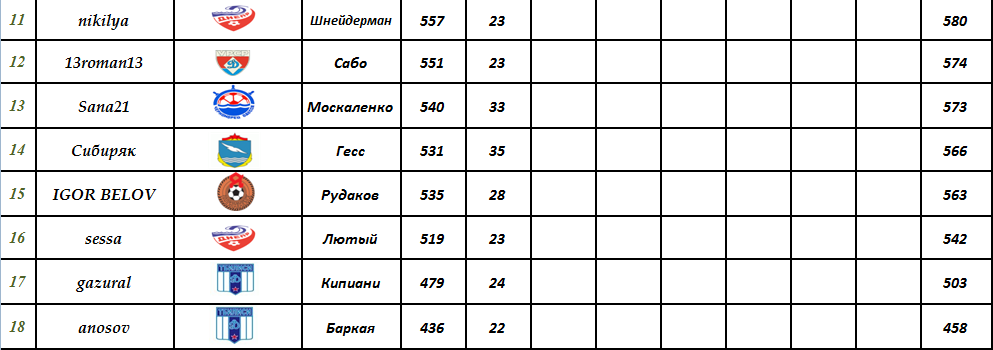 11 nikilya ДНЕПР Шнейдерман 557 23 580
12 13roman13 Сабо 551 23 574
13 Sana21 Москаленко 540 33 573
14 Сибиряк Гесс 531 35 566
15 IGOR BELOV Рудаков 535 28 563
16 sessa ДНЕПР Лютый 519 23 542
17 gazural Кипиани 479 24 503
18 anosov Баркая 436 22 458